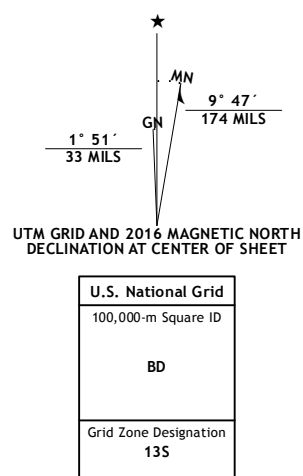 ★
MN
GN
9° 47´
174 MILS
1° 51´
33 MILS
UTM GRID AND 2016 MAGNETIC NORTH
DECLINATION AT CENTER OF SHEET
U.S. National Grid
100,000-m Square ID
BD
Grid Zone Designation
13S